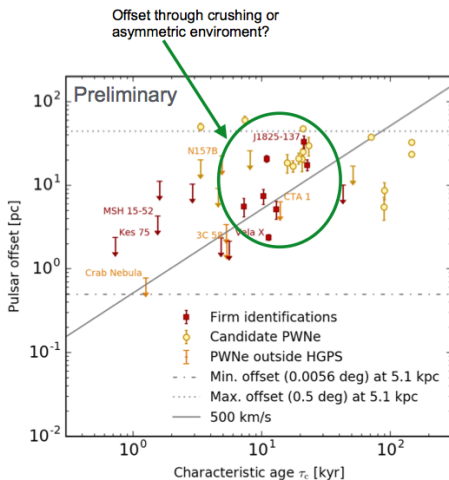 Offset through crushing or
asymmetric enviroment?
Preliminary
J1825-137
N157B
MSH 15-52
CTA 1
Kes 75
3C 58
Vela X
Crab Nebula
Firm identifications
Candidate PWNe
PWNe outside HGPS
Min. offset (0.0056 deg) at 5.1 kpc
Max. offset (0.5 deg) at 5.1 kpc
500 km/s
Pulsar offset [pc]
10²
10¹
10⁰
10⁻¹
10⁻²
10⁰ 10¹ 10²
Characteristic age τc [kyr]